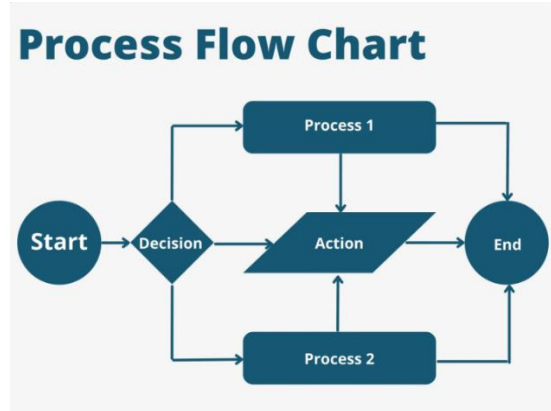 Process Flow Chart
Process 1
Start
Decision
Action
End
Process 2